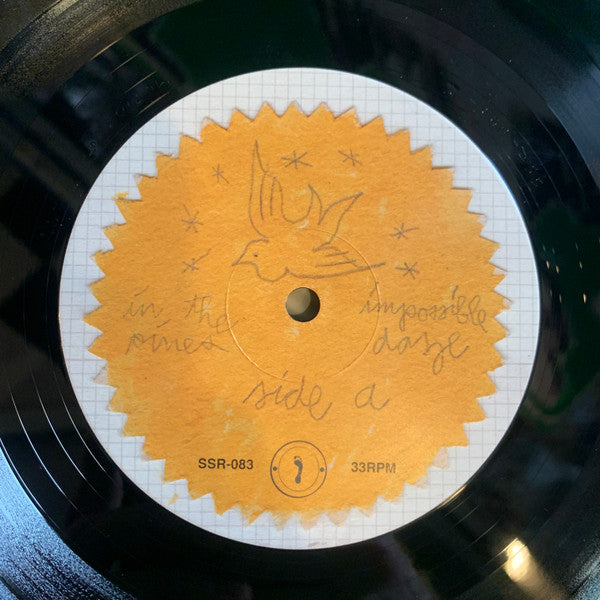 in the
pines
impossible
daze
side a
SSR-083
33RPM